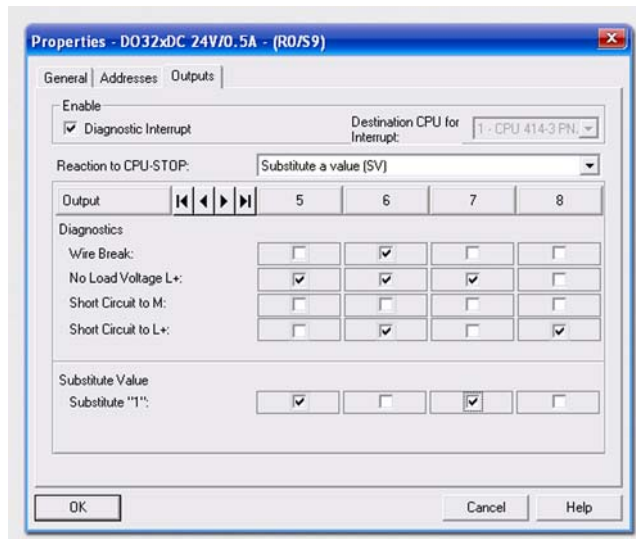 Properties - DO32xDC 24V/0.5A - (R0/S9)
General Addresses Outputs
Enable
Diagnostic Interrupt
Destination CPU for
Interrupt:
1 - CPU 414-3 PN
Reaction to CPU-STOP:
Substitute a value (SV)
Output 5 6 7 8
Diagnostics
Wire Break:
No Load Voltage L+:
Short Circuit to M:
Short Circuit to L+:
Substitute Value
Substitute "1":
OK Cancel Help